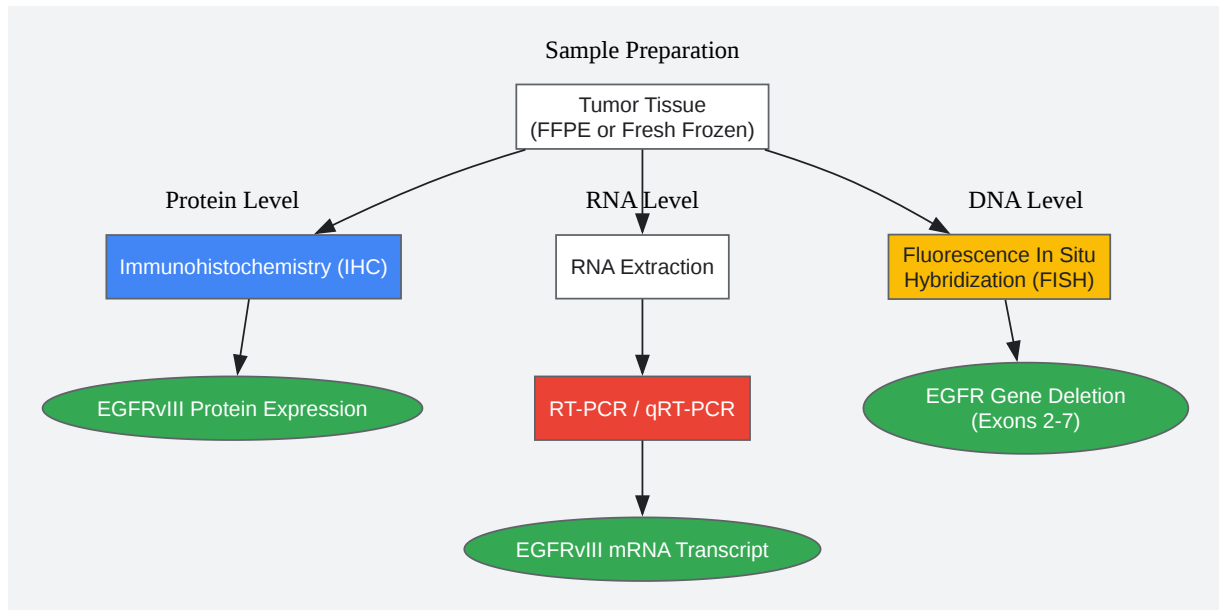 Sample Preparation
Tumor Tissue
(FFPE or Fresh Frozen)
Protein Level
RNA Level
DNA Level
Immunohistochemistry (IHC)
RNA Extraction
Fluorescence In Situ
Hybridization (FISH)
EGFRvIII Protein Expression
RT-PCR / qRT-PCR
EGFR Gene Deletion
(Exons 2-7)
EGFRvIII mRNA Transcript